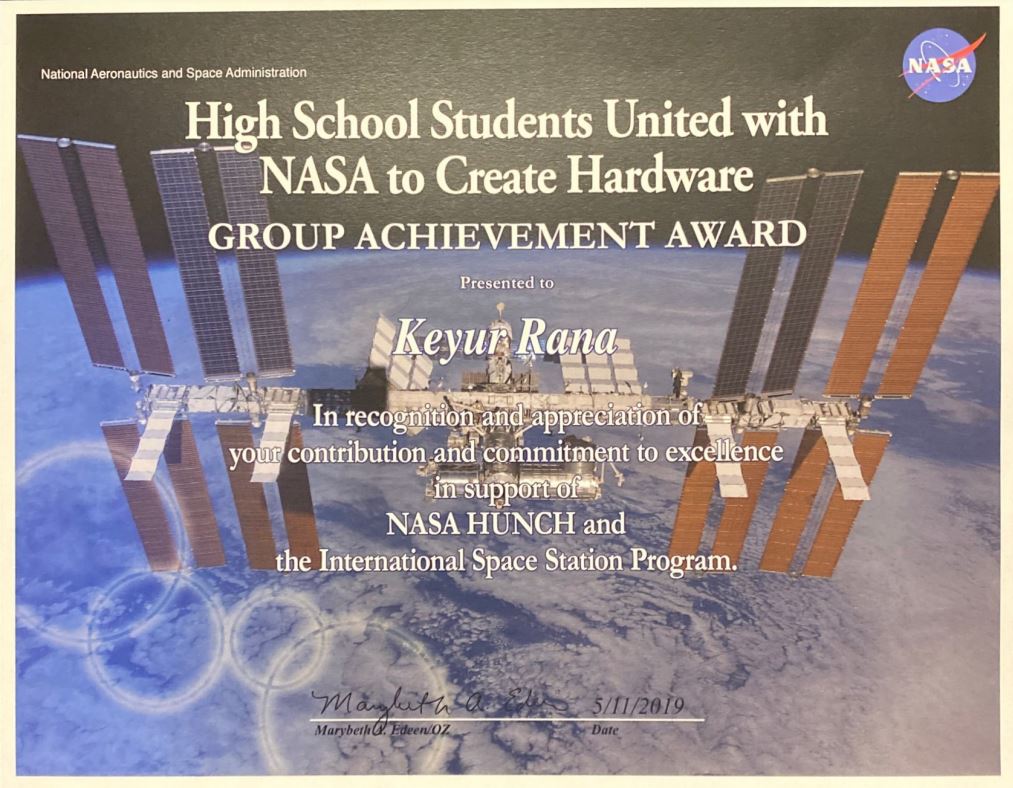 National Aeronautics and Space Administration
NASA
High School Students United with
NASA to Create Hardware
GROUP ACHIEVEMENT AWARD
Presented to
Keyur Rana
In recognition and appreciation of
your contribution and commitment to excellence
in support of
NASA HUNCH and
the International Space Station Program.
Marybeth A. Edeen 5/11/2019
Marybeth A. Edeen/OZ Date